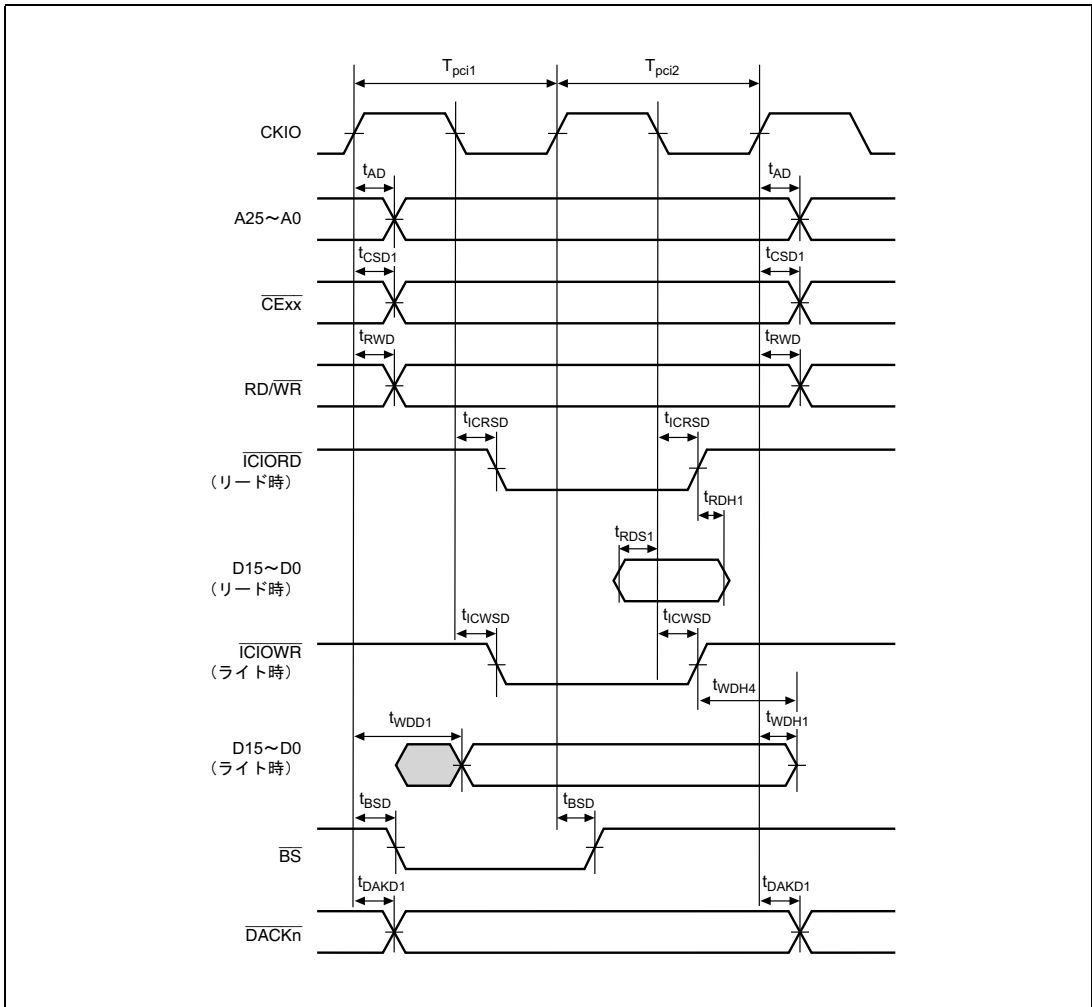 Tpci1 Tpci2
CKIO
tAD tAD
A25～A0
tCSD1 tCSD1
CExx
tRWD tRWD
RD/WR
tICRSD tICRSD
ICIORD
（リード時）
tRDH1
tRDS1
D15～D0
（リード時）
tICWSD tICWSD
ICIOWR
（ライト時）
tWDH4
tWDD1 tWDH1
D15～D0
（ライト時）
tBSD tBSD
BS
tDAKD1 tDAKD1
DACKn